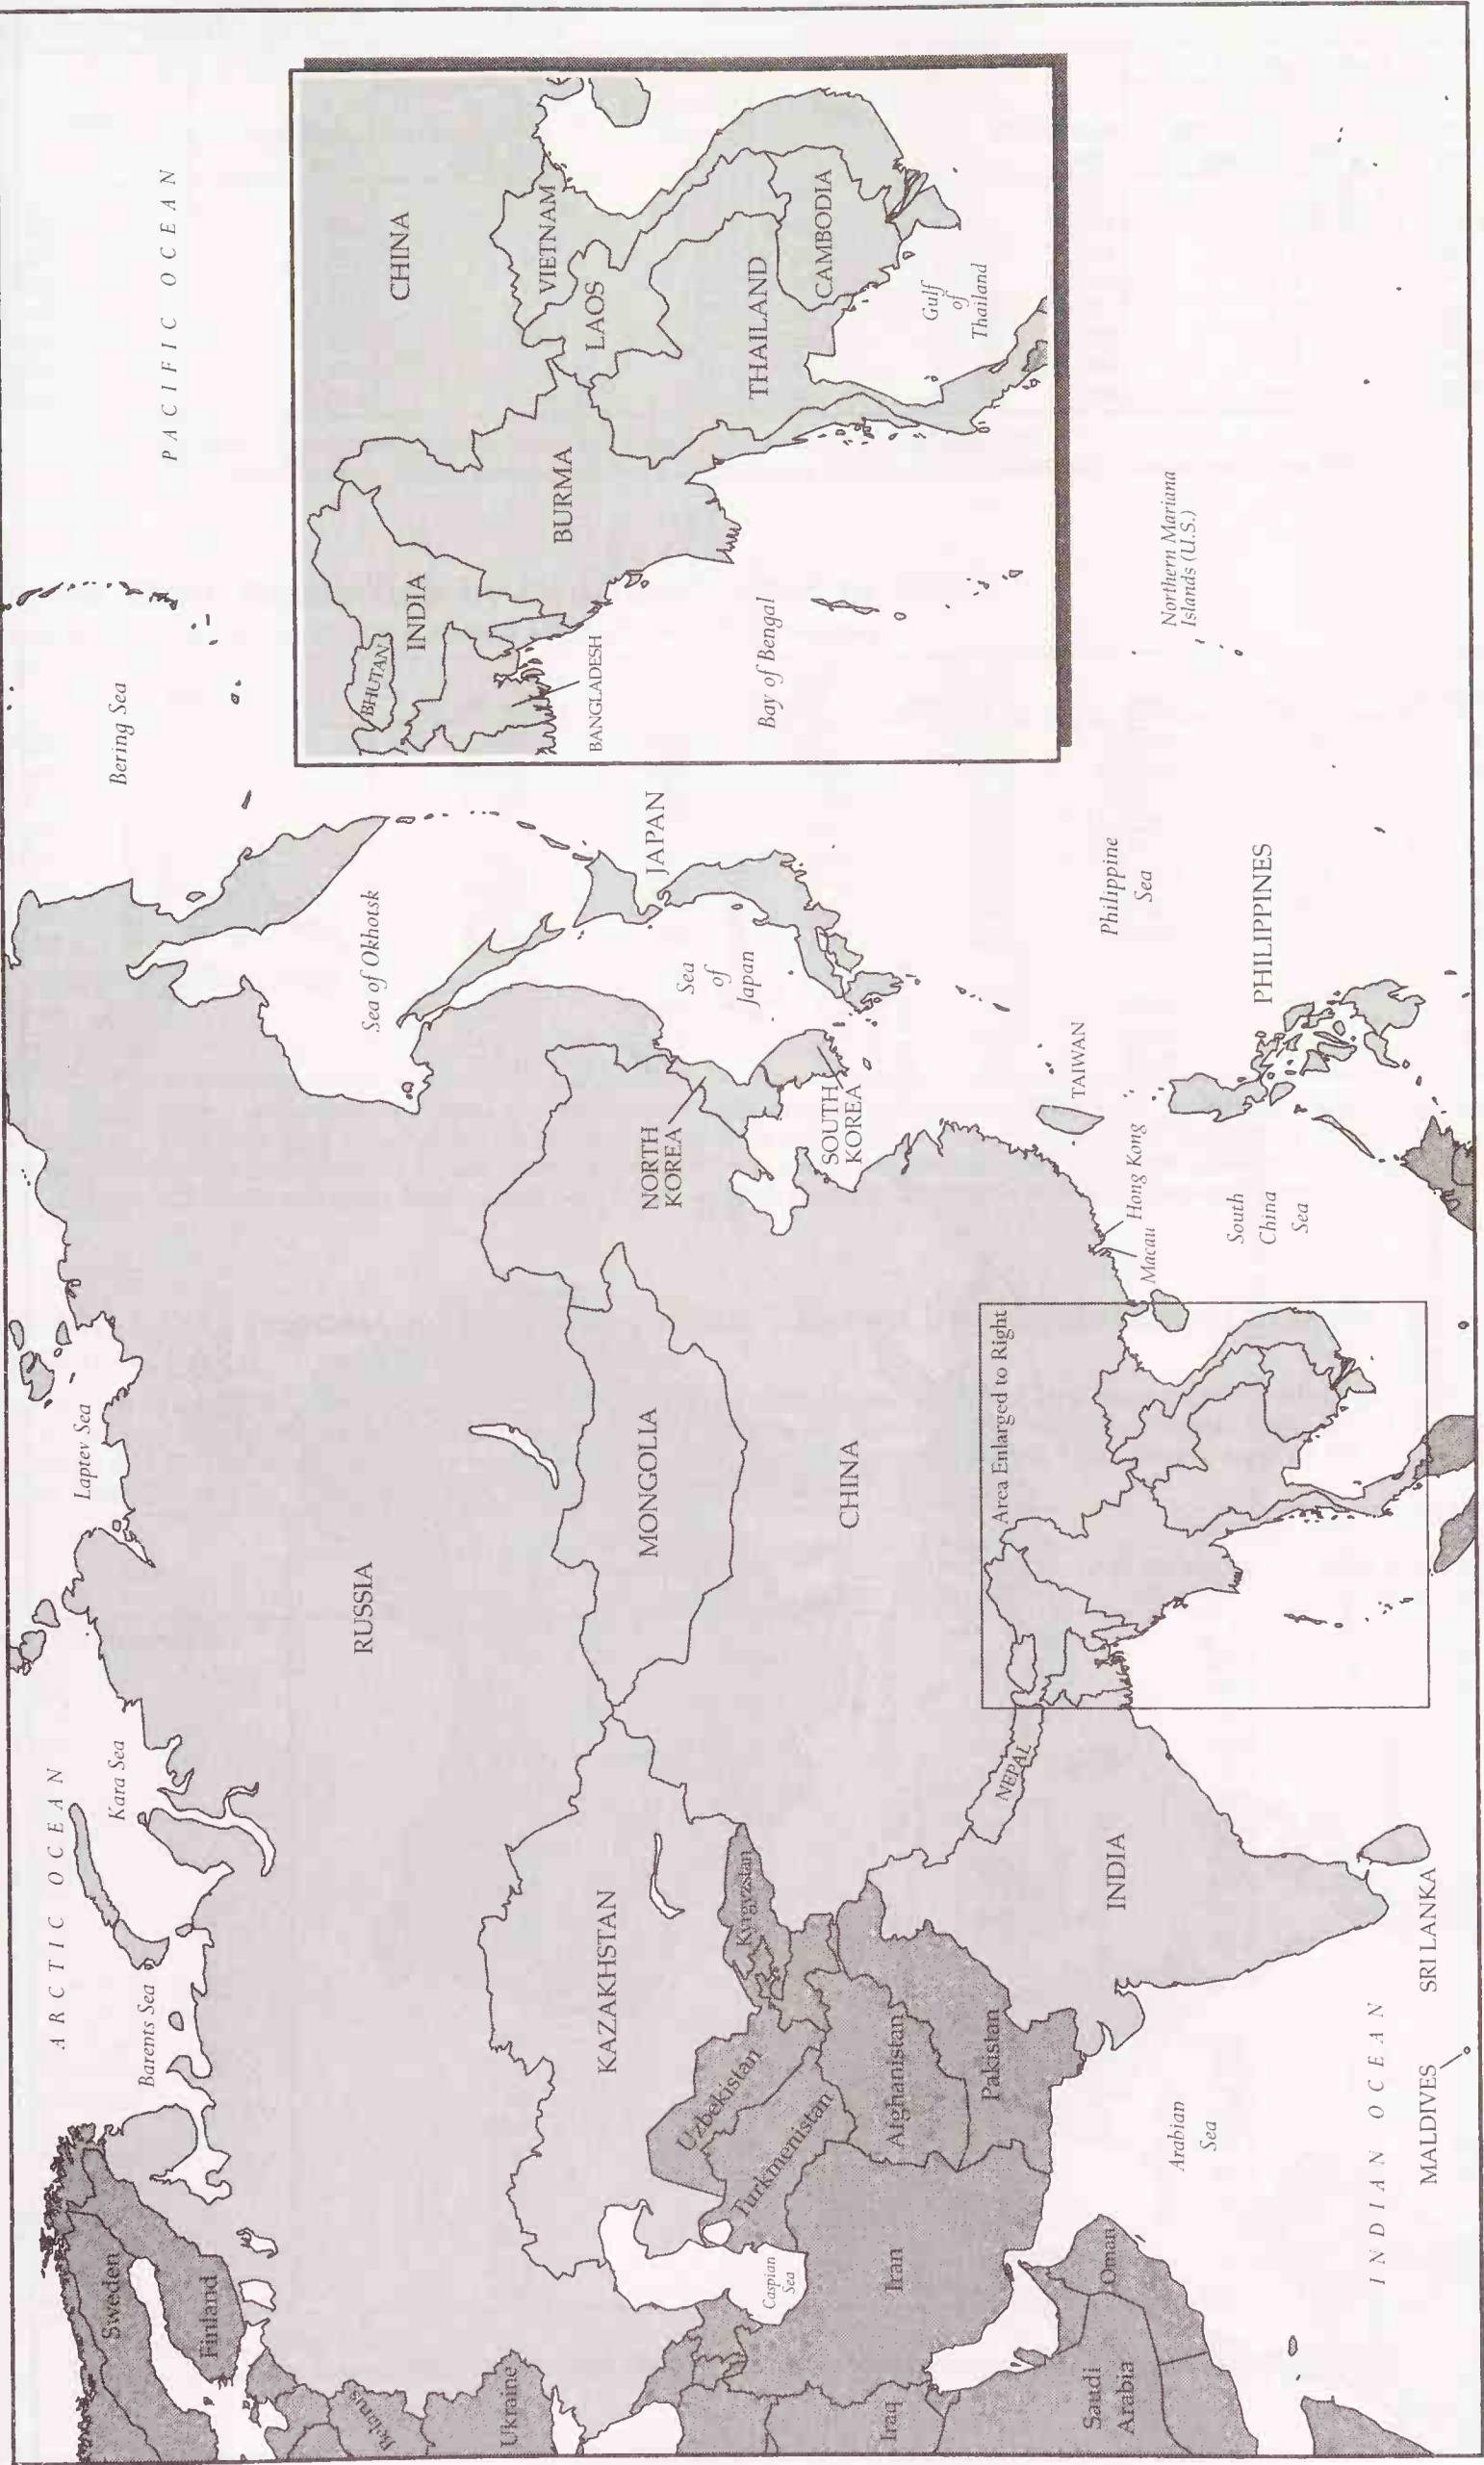 ARCTIC OCEAN
PACIFIC OCEAN
Barents Sea
Kara Sea
Laptev Sea
Bering Sea
Sweden
Finland
RUSSIA
Sea of Okhotsk
Belarus
Ukraine
KAZAKHSTAN
MONGOLIA
NORTH
KOREA
JAPAN
Sea
of
Japan
Caspian
Sea
Uzbekistan
Turkmenistan
Kyrgyzstan
CHINA
SOUTH
KOREA
Iraq
Iran
Afghanistan
Pakistan
NEPAL
Area Enlarged to Right
TAIWAN
Philippine
Sea
Northern Mariana
Islands (U.S.)
Saudi
Arabia
Oman
Arabian
Sea
INDIA
Macau
Hong Kong
South
China
Sea
PHILIPPINES
INDIAN OCEAN
MALDIVES
SRI LANKA
CHINA
BHUTAN
INDIA
BANGLADESH
BURMA
VIETNAM
LAOS
THAILAND
CAMBODIA
Bay of Bengal
Gulf
of
Thailand